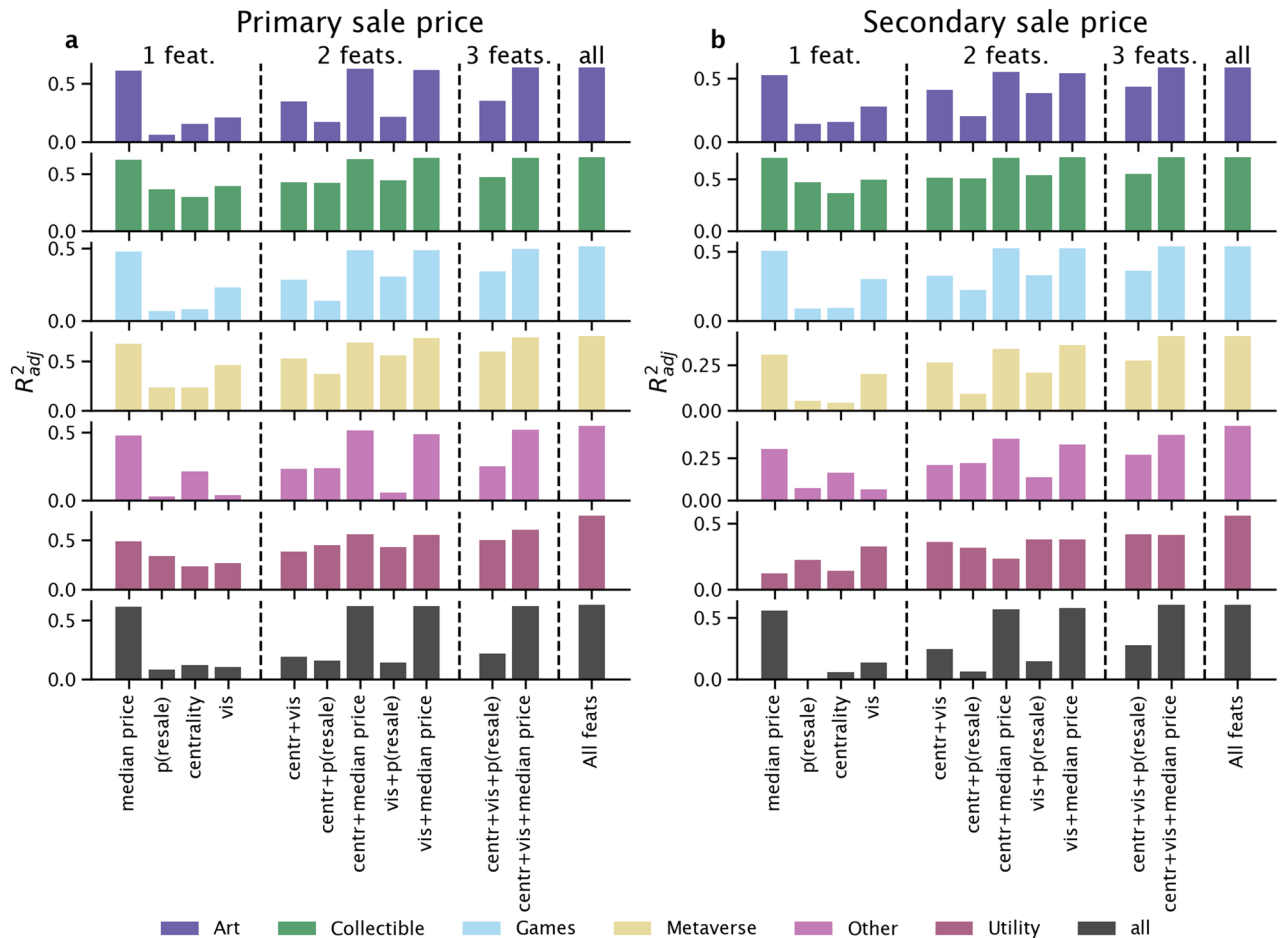 Primary sale price
Secondary sale price
a
1 feat.
2 feats.
3 feats.
all
b
1 feat.
2 feats.
3 feats.
all
0.5
0.0
0.5
0.0
0.5
0.0
0.5
0.0
0.5
0.0
0.5
0.0
0.5
0.0
R²adj
median price
p(resale)
centrality
vis
centr+vis
centr+p(resale)
centr+median price
vis+p(resale)
vis+median price
centr+vis+p(resale)
centr+vis+median price
All feats
0.5
0.0
0.5
0.0
0.5
0.0
0.25
0.00
0.25
0.00
0.5
0.0
0.5
0.0
R²adj
median price
p(resale)
centrality
vis
centr+vis
centr+p(resale)
centr+median price
vis+p(resale)
vis+median price
centr+vis+p(resale)
centr+vis+median price
All feats
Art
Collectible
Games
Metaverse
Other
Utility
all